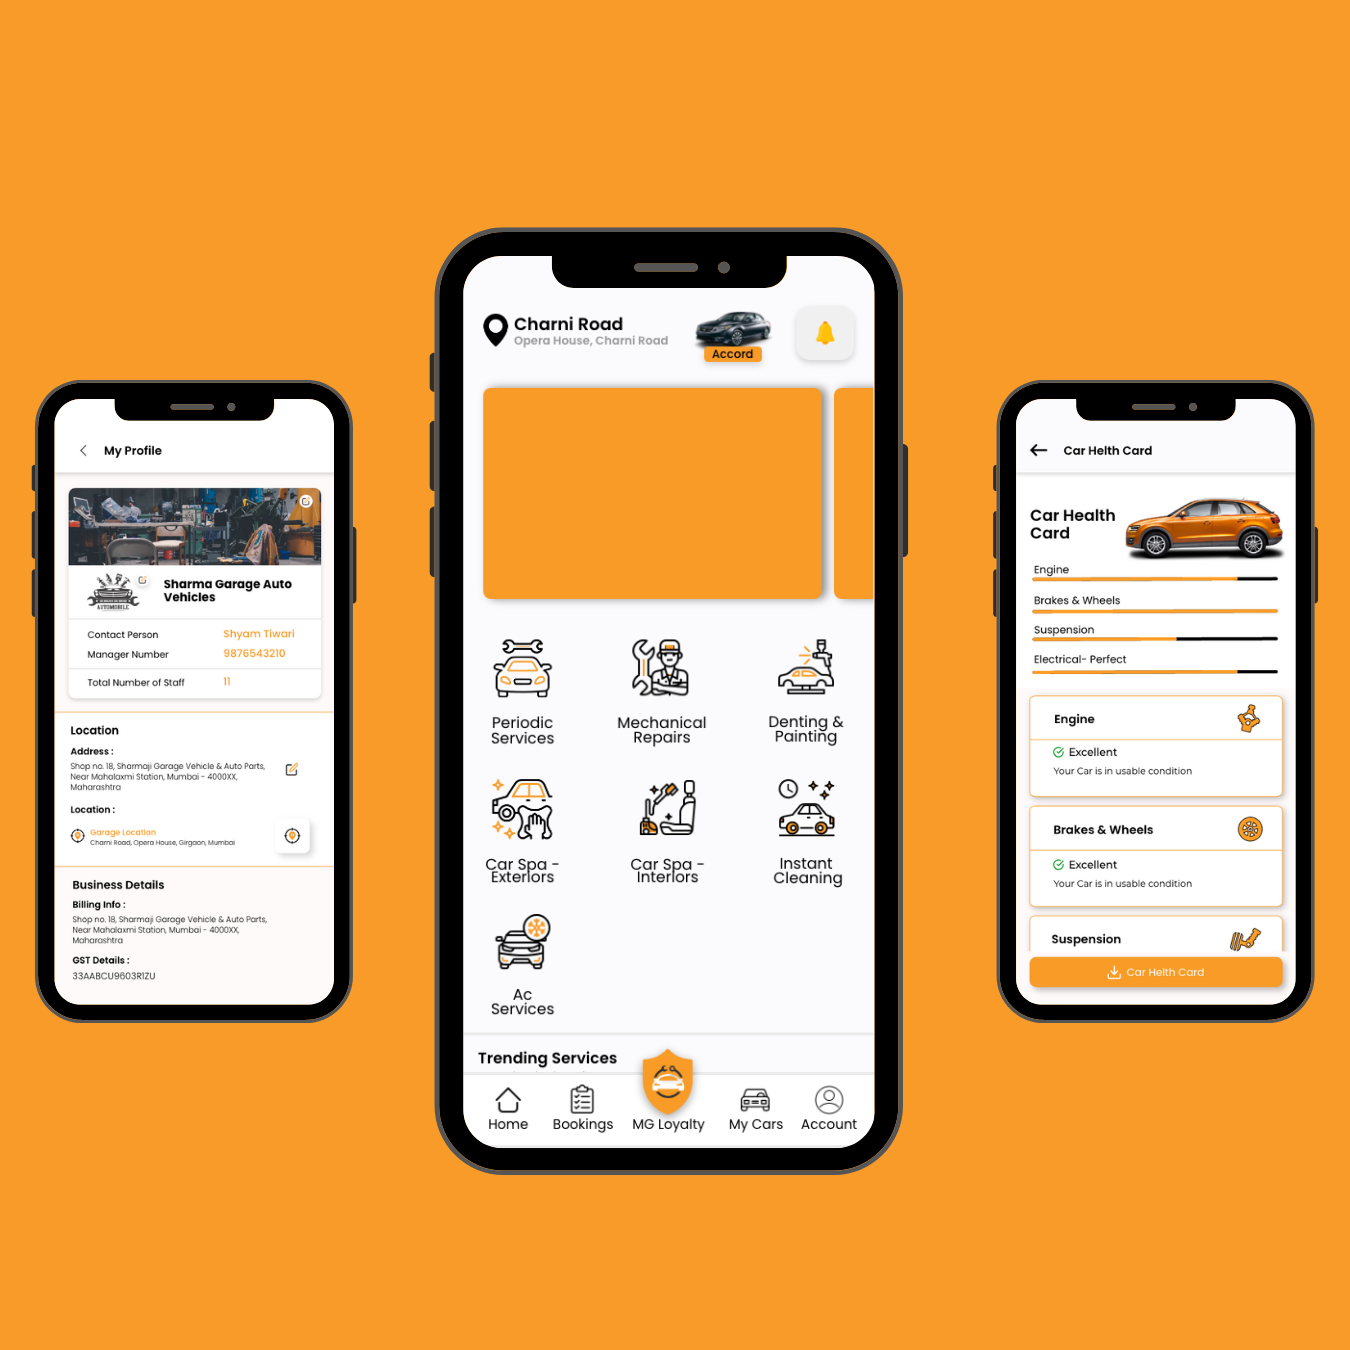 My Profile
AUTOMOBILE
Sharma Garage Auto
Vehicles
Contact Person
Shyam Tiwari
Manager Number
9876543210
Total Number of Staff
11
Location
Address :
Shop no. 18, Sharmaji Garage Vehicle & Auto Parts,
Near Mahalaxmi Station, Mumbai - 4000XX,
Maharashtra
Location :
Garage Location
Charni Road, Opera House, Girgaon, Mumbai
Business Details
Billing Info :
Shop no. 18, Sharmaji Garage Vehicle & Auto Parts,
Near Mahalaxmi Station, Mumbai - 4000XX,
Maharashtra
GST Details :
33AABCU9603R1ZU
Charni Road
Opera House, Charni Road
Accord
Periodic
Services
Mechanical
Repairs
Denting &
Painting
Car Spa -
Exteriors
Car Spa -
Interiors
Instant
Cleaning
Ac
Services
Trending Services
Home
Bookings
MG Loyalty
My Cars
Account
Car Helth Card
Car Health
Card
Engine
Brakes & Wheels
Suspension
Electrical- Perfect
Engine
Excellent
Your Car is in usable condition
Brakes & Wheels
Excellent
Your Car is in usable condition
Suspension
Car Helth Card